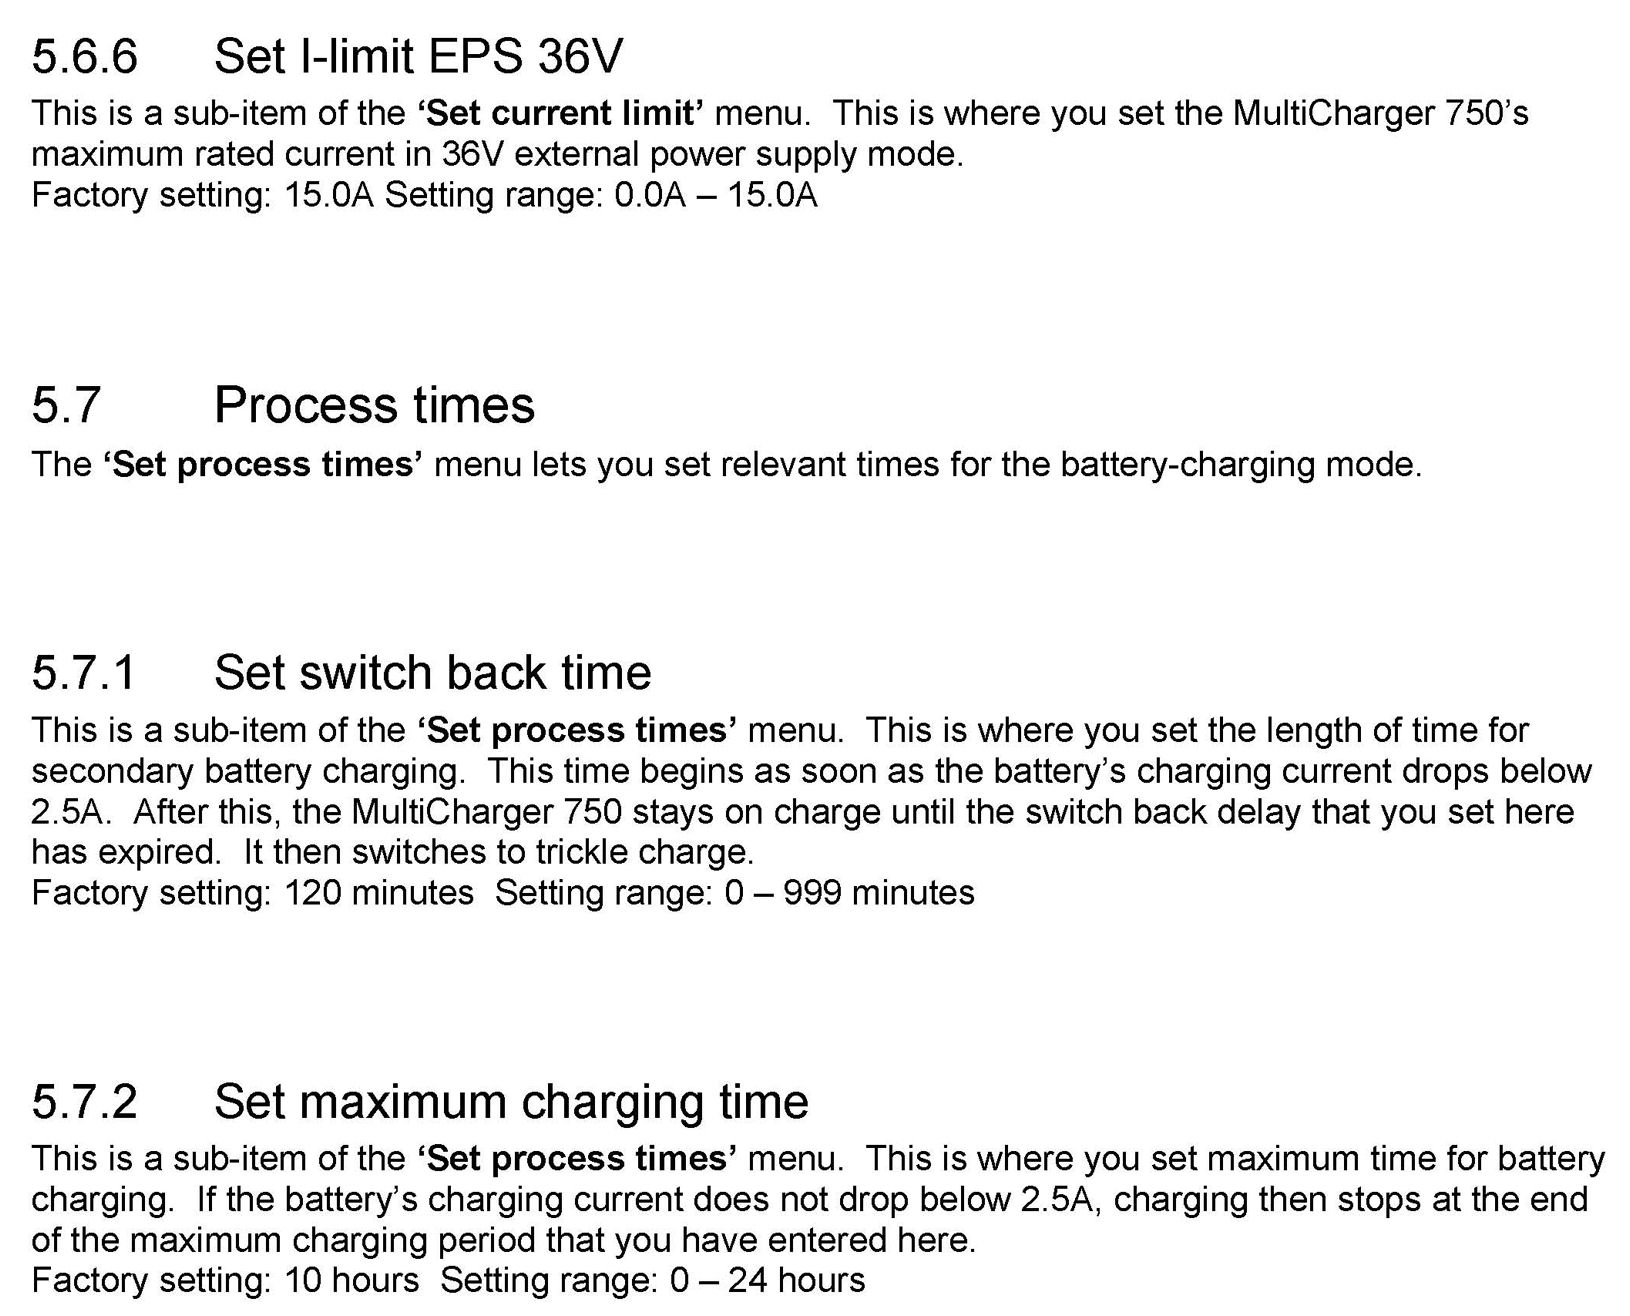 5.6.6 Set I-limit EPS 36V
This is a sub-item of the ‘Set current limit’ menu.  This is where you set the MultiCharger 750’s
maximum rated current in 36V external power supply mode.
Factory setting: 15.0A Setting range: 0.0A – 15.0A
5.7 Process times
The ‘Set process times’ menu lets you set relevant times for the battery-charging mode.
5.7.1 Set switch back time
This is a sub-item of the ‘Set process times’ menu.  This is where you set the length of time for
secondary battery charging.  This time begins as soon as the battery’s charging current drops below
2.5A.  After this, the MultiCharger 750 stays on charge until the switch back delay that you set here
has expired.  It then switches to trickle charge.
Factory setting: 120 minutes  Setting range: 0 – 999 minutes
5.7.2 Set maximum charging time
This is a sub-item of the ‘Set process times’ menu.  This is where you set maximum time for battery
charging.  If the battery’s charging current does not drop below 2.5A, charging then stops at the end
of the maximum charging period that you have entered here.
Factory setting: 10 hours  Setting range: 0 – 24 hours